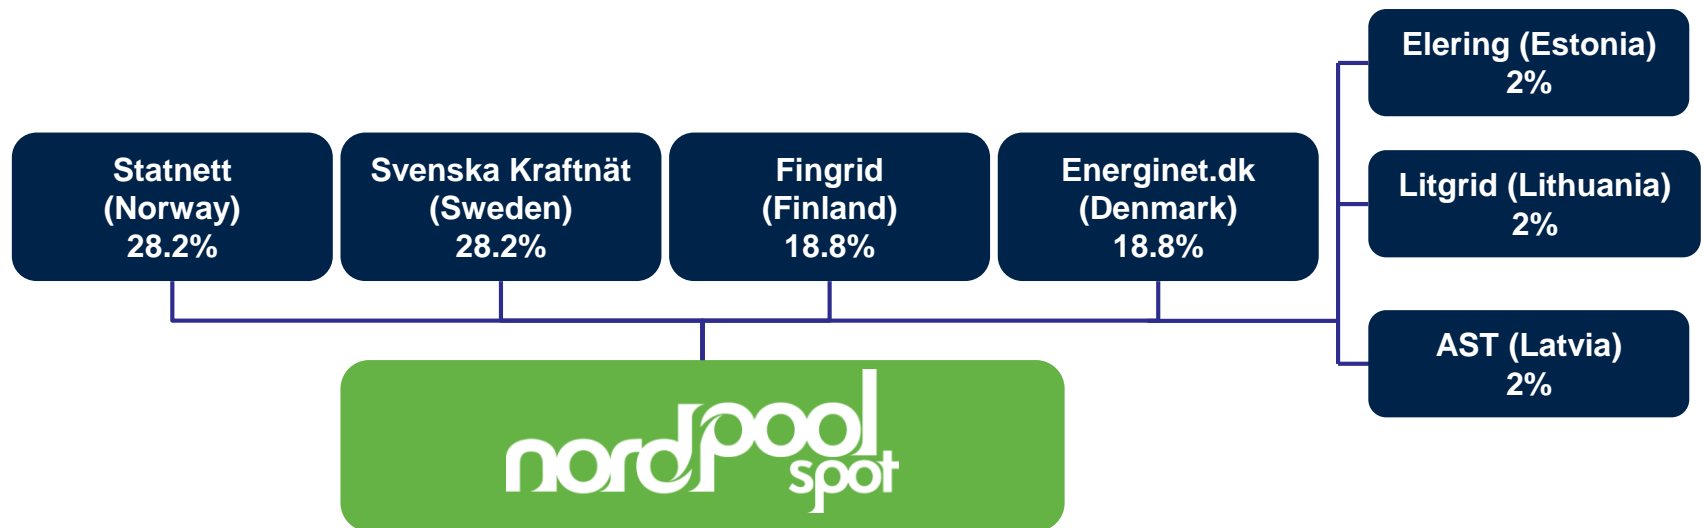 Elering (Estonia)
2%
Statnett
(Norway)
28.2%
Svenska Kraftnät
(Sweden)
28.2%
Fingrid
(Finland)
18.8%
Energinet.dk
(Denmark)
18.8%
Litgrid (Lithuania)
2%
AST (Latvia)
2%
nordpool
spot